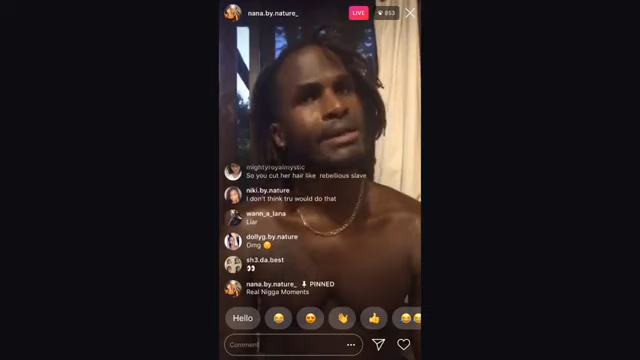 nana.by.nature_
LIVE
853
mightyroyalmystic
So you cut her hair like rebellious slave
niki.by.nature
I don't think tru would do that
wann_a_lana
Liar
dollyg.by.nature
Omg
sh3.da.best
nana.by.nature_ PINNED
Real Nigga Moments
Hello
Comment